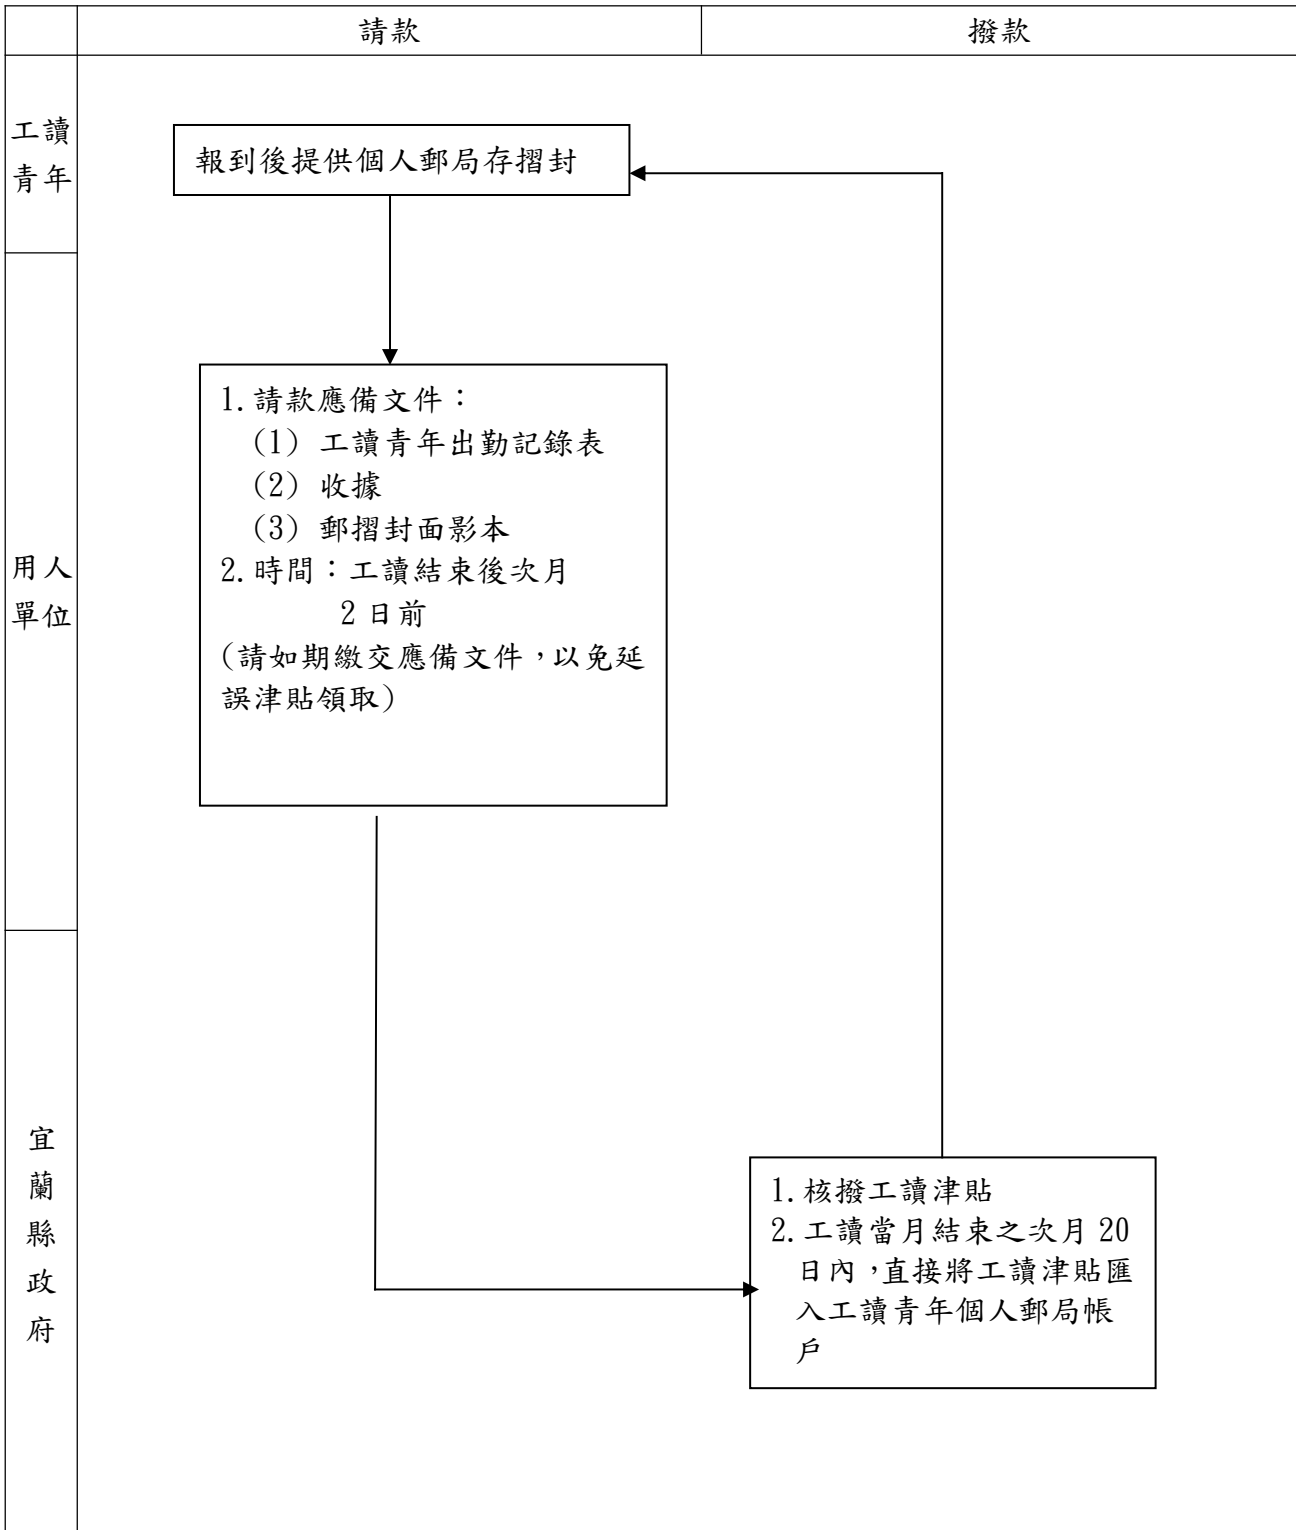 請款
撥款
工讀
青年
報到後提供個人郵局存摺封
用人
單位
1.請款應備文件：
(1) 工讀青年出勤記錄表
(2) 收據
(3) 郵摺封面影本
2.時間：工讀結束後次月
2日前
(請如期繳交應備文件，以免延
誤津貼領取)
宜
蘭
縣
政
府
1.核撥工讀津貼
2.工讀當月結束之次月20
日內，直接將工讀津貼匯
入工讀青年個人郵局帳
戶